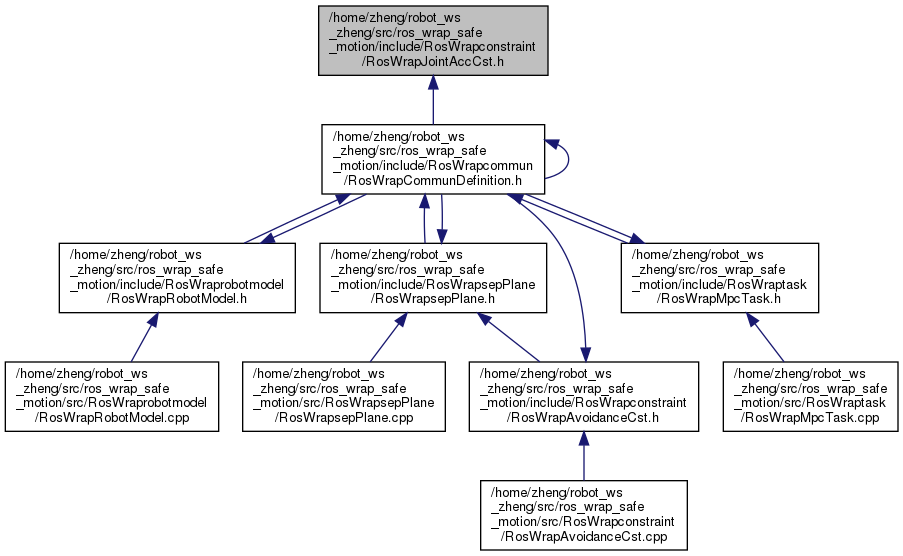 /home/zheng/robot_ws
_zheng/src/ros_wrap_safe
_motion/include/RosWrapconstraint
/RosWrapJointAccCst.h
/home/zheng/robot_ws
_zheng/src/ros_wrap_safe
_motion/include/RosWrapcommun
/RosWrapCommunDefinition.h
/home/zheng/robot_ws
_zheng/src/ros_wrap_safe
_motion/include/RosWraprobotmodel
/RosWrapRobotModel.h
/home/zheng/robot_ws
_zheng/src/ros_wrap_safe
_motion/include/RosWrapsepPlane
/RosWrapsepPlane.h
/home/zheng/robot_ws
_zheng/src/ros_wrap_safe
_motion/include/RosWraptask
/RosWrapMpcTask.h
/home/zheng/robot_ws
_zheng/src/ros_wrap_safe
_motion/src/RosWraprobotmodel
/RosWrapRobotModel.cpp
/home/zheng/robot_ws
_zheng/src/ros_wrap_safe
_motion/src/RosWrapsepPlane
/RosWrapsepPlane.cpp
/home/zheng/robot_ws
_zheng/src/ros_wrap_safe
_motion/include/RosWrapconstraint
/RosWrapAvoidanceCst.h
/home/zheng/robot_ws
_zheng/src/ros_wrap_safe
_motion/src/RosWraptask
/RosWrapMpcTask.cpp
/home/zheng/robot_ws
_zheng/src/ros_wrap_safe
_motion/src/RosWrapconstraint
/RosWrapAvoidanceCst.cpp